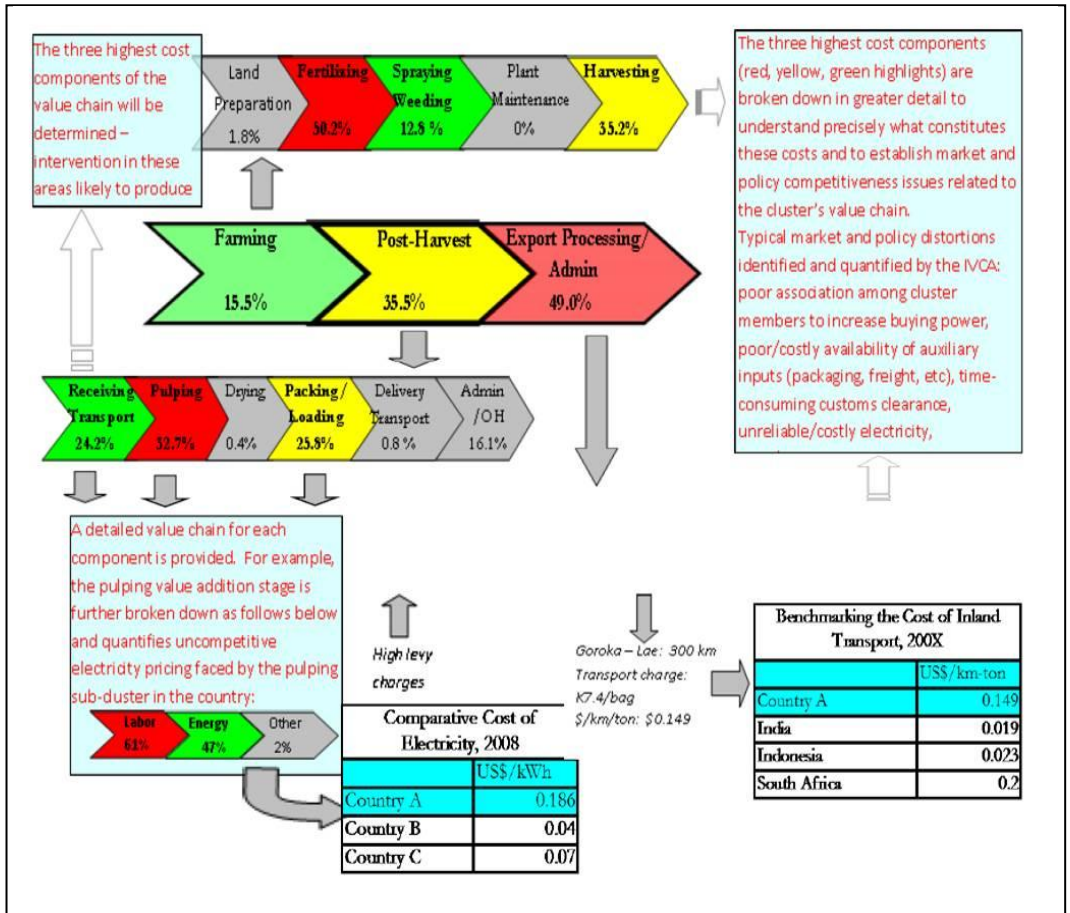 The three highest cost
components of the
value chain will be
determined –
intervention in these
areas likely to produce
Land
Preparation
1.8%
Fertilizing
50.2%
Spraying
Weeding
12.8 %
Plant
Maintenance
0%
Harvesting
35.2%
The three highest cost components
(red, yellow, green highlights) are
broken down in greater detail to
understand precisely what constitutes
these costs and to establish market and
policy competitiveness issues related to
the cluster's value chain.
Typical market and policy distortions
identified and quantified by the IVCA:
poor association among cluster
members to increase buying power,
poor/costly availability of auxiliary
inputs (packaging, freight, etc), time-
consuming customs clearance,
unreliable/costly electricity,
Farming
15.5%
Post-Harvest
35.5%
Export Processing/
Admin
49.0%
Receiving
Transport
24.2%
Pulping
32.7%
Drying
0.4%
Packing/
Loading
25.8%
Delivery
Transport
0.8 %
Admin
/OH
16.1%
A detailed value chain for each
component is provided. For example,
the pulping value addition stage is
further broken down as follows below
and quantifies uncompetitive
electricity pricing faced by the pulping
sub-cluster in the country:
Labor
61%
Energy
47%
Other
2%
High levy
charges
Comparative Cost of
Electricity, 2008
US$/kWh
Country A 0.186
Country B 0.04
Country C 0.07
Goroka – Lae: 300 km
Transport charge:
K7.4/bag
$/km/ton: $0.149
Benchmarking the Cost of Inland
Transport, 200X
US$/km-ton
Country A 0.149
India 0.019
Indonesia 0.023
South Africa 0.2